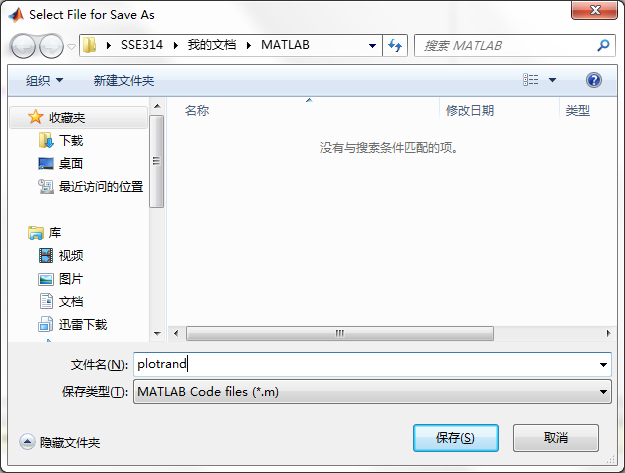 Select File for Save As
SSE314 我的文档 MATLAB 搜索 MATLAB
组织 新建文件夹
名称 修改日期 类型
没有与搜索条件匹配的项。
收藏夹
下载
桌面
最近访问的位置
库
视频
图片
文档
迅雷下载
文件名(N): plotrand
保存类型(T): MATLAB Code files (*.m)
隐藏文件夹 保存(S) 取消